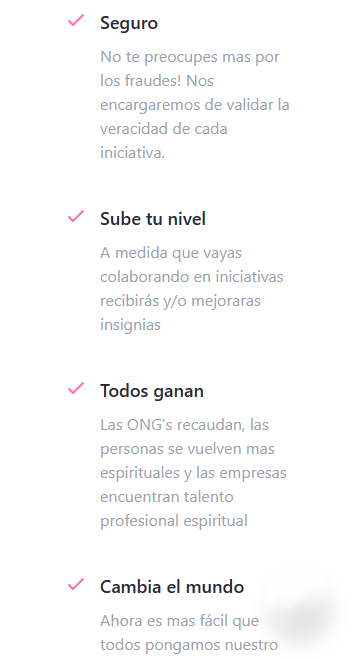 Seguro
No te preocupes mas por
los fraudes! Nos
encargaremos de validar la
veracidad de cada
iniciativa.
Sube tu nivel
A medida que vayas
colaborando en iniciativas
recibirás y/o mejoraras
insignias
Todos ganan
Las ONG's recaudan, las
personas se vuelven mas
espirituales y las empresas
encuentran talento
profesional espiritual
Cambia el mundo
Ahora es mas fácil que
todos pongamos nuestro